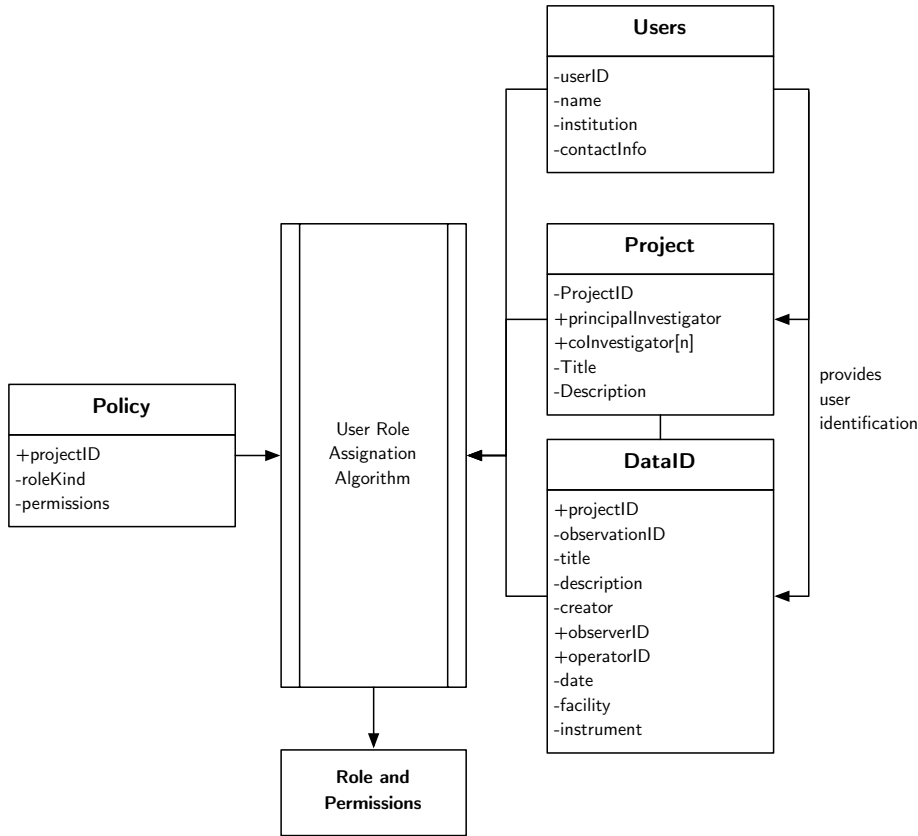 Users
-userID
-name
-institution
-contactInfo
Project
-ProjectID
+principalInvestigator
+coInvestigator[n]
-Title
-Description
provides
user
identification
Policy
+projectID
-roleKind
-permissions
User Role
Assignation
Algorithm
DataID
+projectID
-observationID
-title
-description
-creator
+observerID
+operatorID
-date
-facility
-instrument
Role and
Permissions